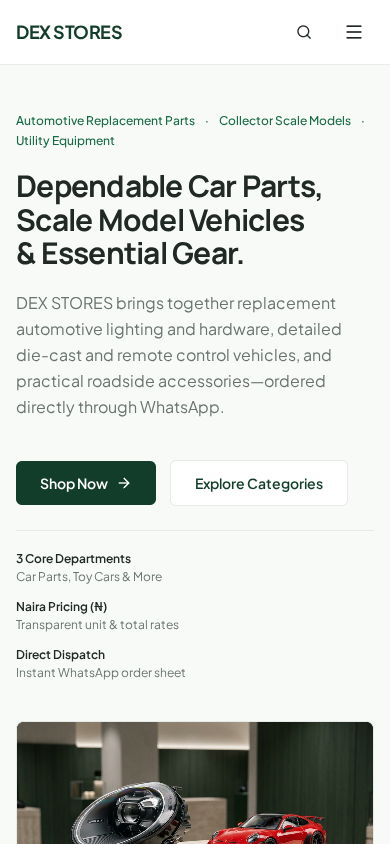 DEX STORES
Automotive Replacement Parts · Collector Scale Models ·
Utility Equipment
Dependable Car Parts,
Scale Model Vehicles
& Essential Gear.
DEX STORES brings together replacement
automotive lighting and hardware, detailed
die-cast and remote control vehicles, and
practical roadside accessories—ordered
directly through WhatsApp.
Shop Now →
Explore Categories
3 Core Departments
Car Parts, Toy Cars & More
Naira Pricing (₦)
Transparent unit & total rates
Direct Dispatch
Instant WhatsApp order sheet